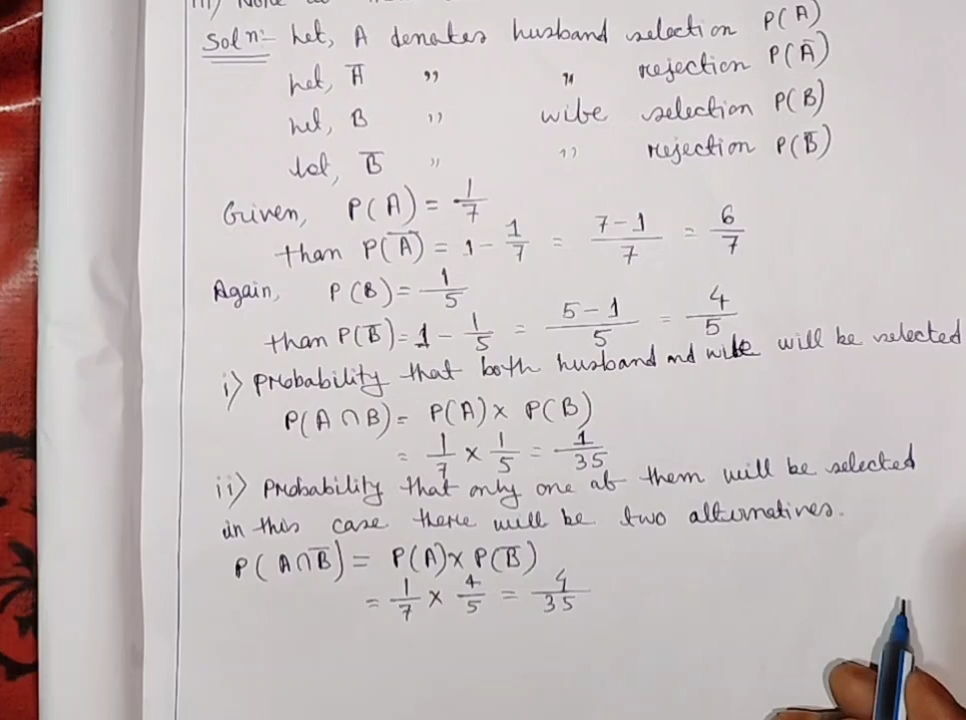 Soln:- Let, A denotes husband selection P(A)
Let, A̅ ,, ,, rejection P(A̅)
Let, B ,, wife selection P(B)
Let, B̅ ,, ,, rejection P(B̅)
Given, P(A) = 1/7
than P(A̅) = 1 - 1/7 = 7-1/7 = 6/7
Again, P(B) = 1/5
than P(B̅) = 1 - 1/5 = 5-1/5 = 4/5
i) Probability that both husband and wife will be selected
P(A∩B) = P(A) × P(B)
= 1/7 × 1/5 = 1/35
ii) Probability that only one of them will be selected
in this case there will be two alternatives.
P(A∩B̅) = P(A) × P(B̅)
= 1/7 × 4/5 = 4/35